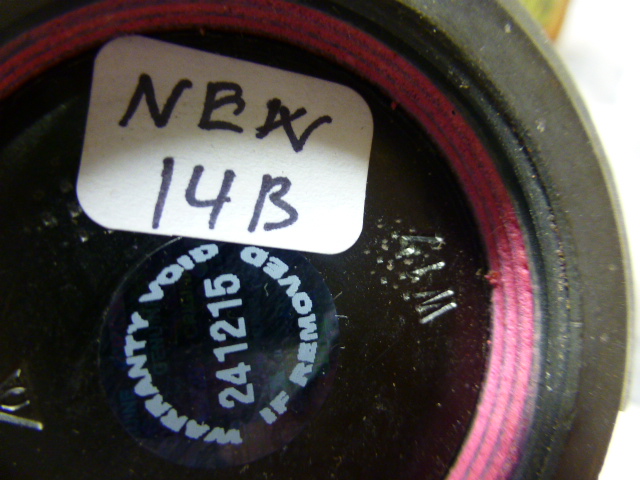 NEW
14B
WARRANTY VOID IF REMOVED
241215